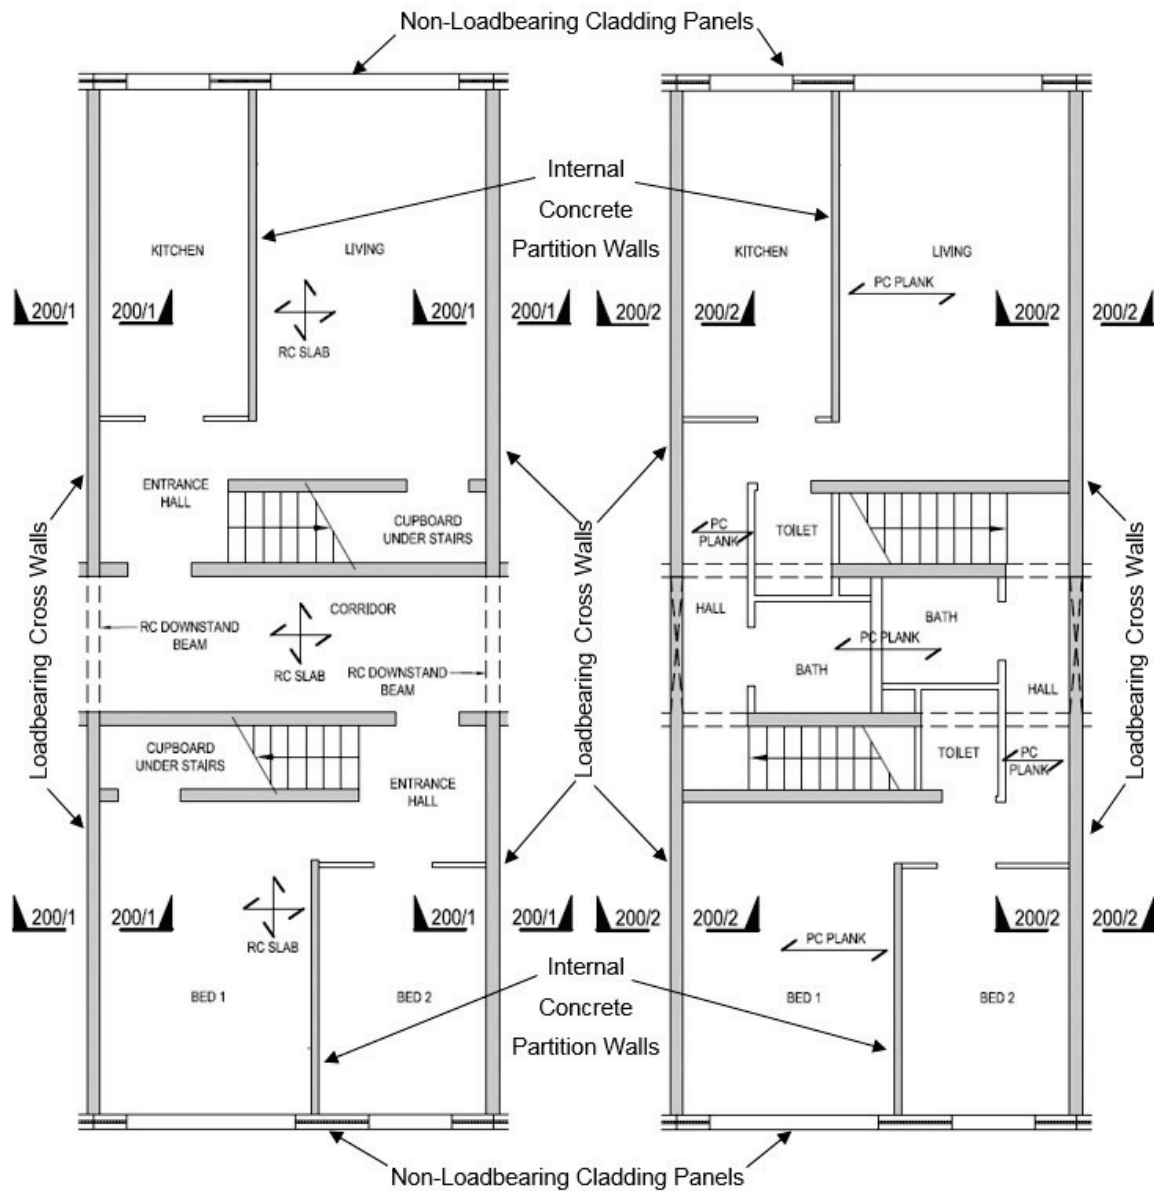 Non-Loadbearing Cladding Panels
Internal
Concrete
Partition Walls
KITCHEN
LIVING
KITCHEN
LIVING
PC PLANK
200/1
200/1
200/1
200/1
200/2
200/2
200/2
200/2
RC SLAB
ENTRANCE
HALL
CUPBOARD
UNDER STAIRS
PC
PLANK
TOILET
Loadbearing Cross Walls
Loadbearing Cross Walls
Loadbearing Cross Walls
CORRIDOR
RC DOWNSTAND
BEAM
RC SLAB
RC DOWNSTAND
BEAM
HALL
BATH
PC PLANK
BATH
HALL
CUPBOARD
UNDER STAIRS
ENTRANCE
HALL
TOILET
PC
PLANK
200/1
200/1
200/1
200/1
200/2
200/2
200/2
200/2
RC SLAB
PC PLANK
BED 1
BED 2
Internal
Concrete
Partition Walls
BED 1
BED 2
Non-Loadbearing Cladding Panels